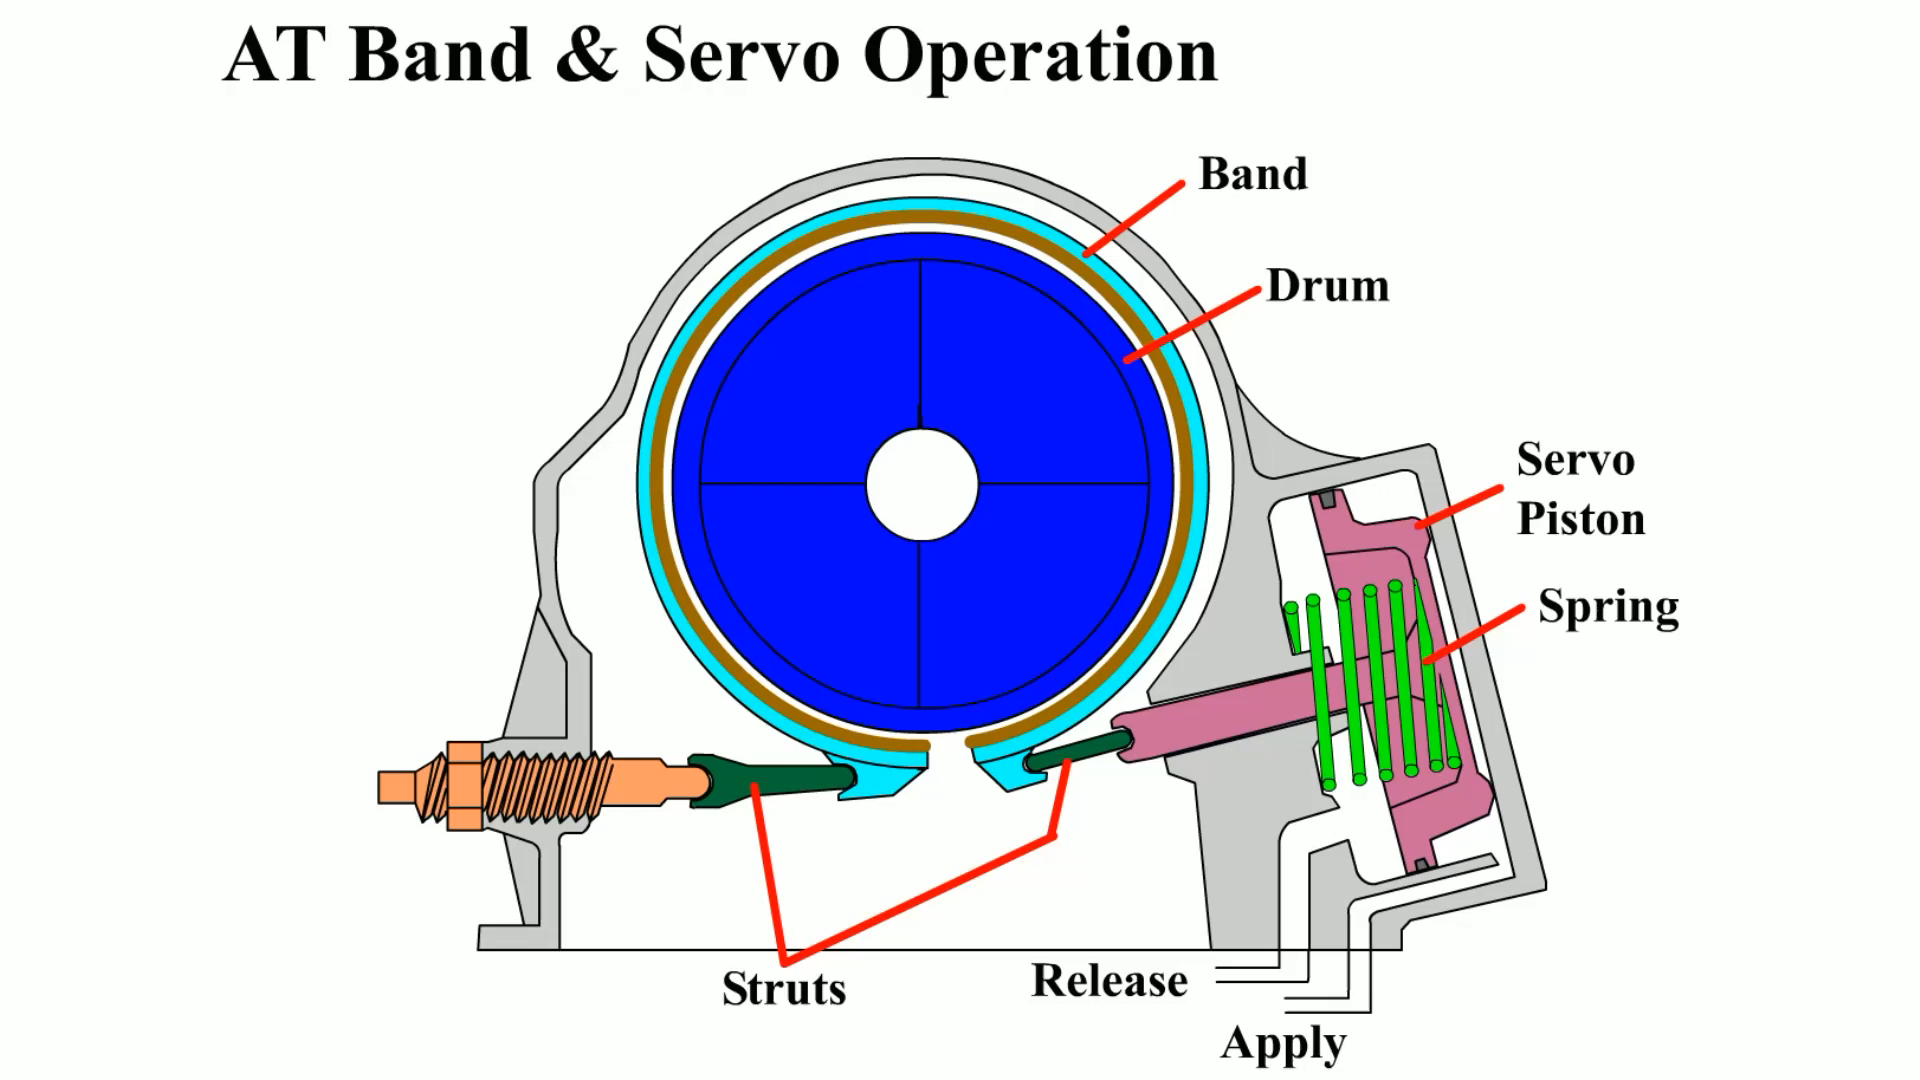 AT Band & Servo Operation
Band
Drum
Servo
Piston
Spring
Struts
Release
Apply